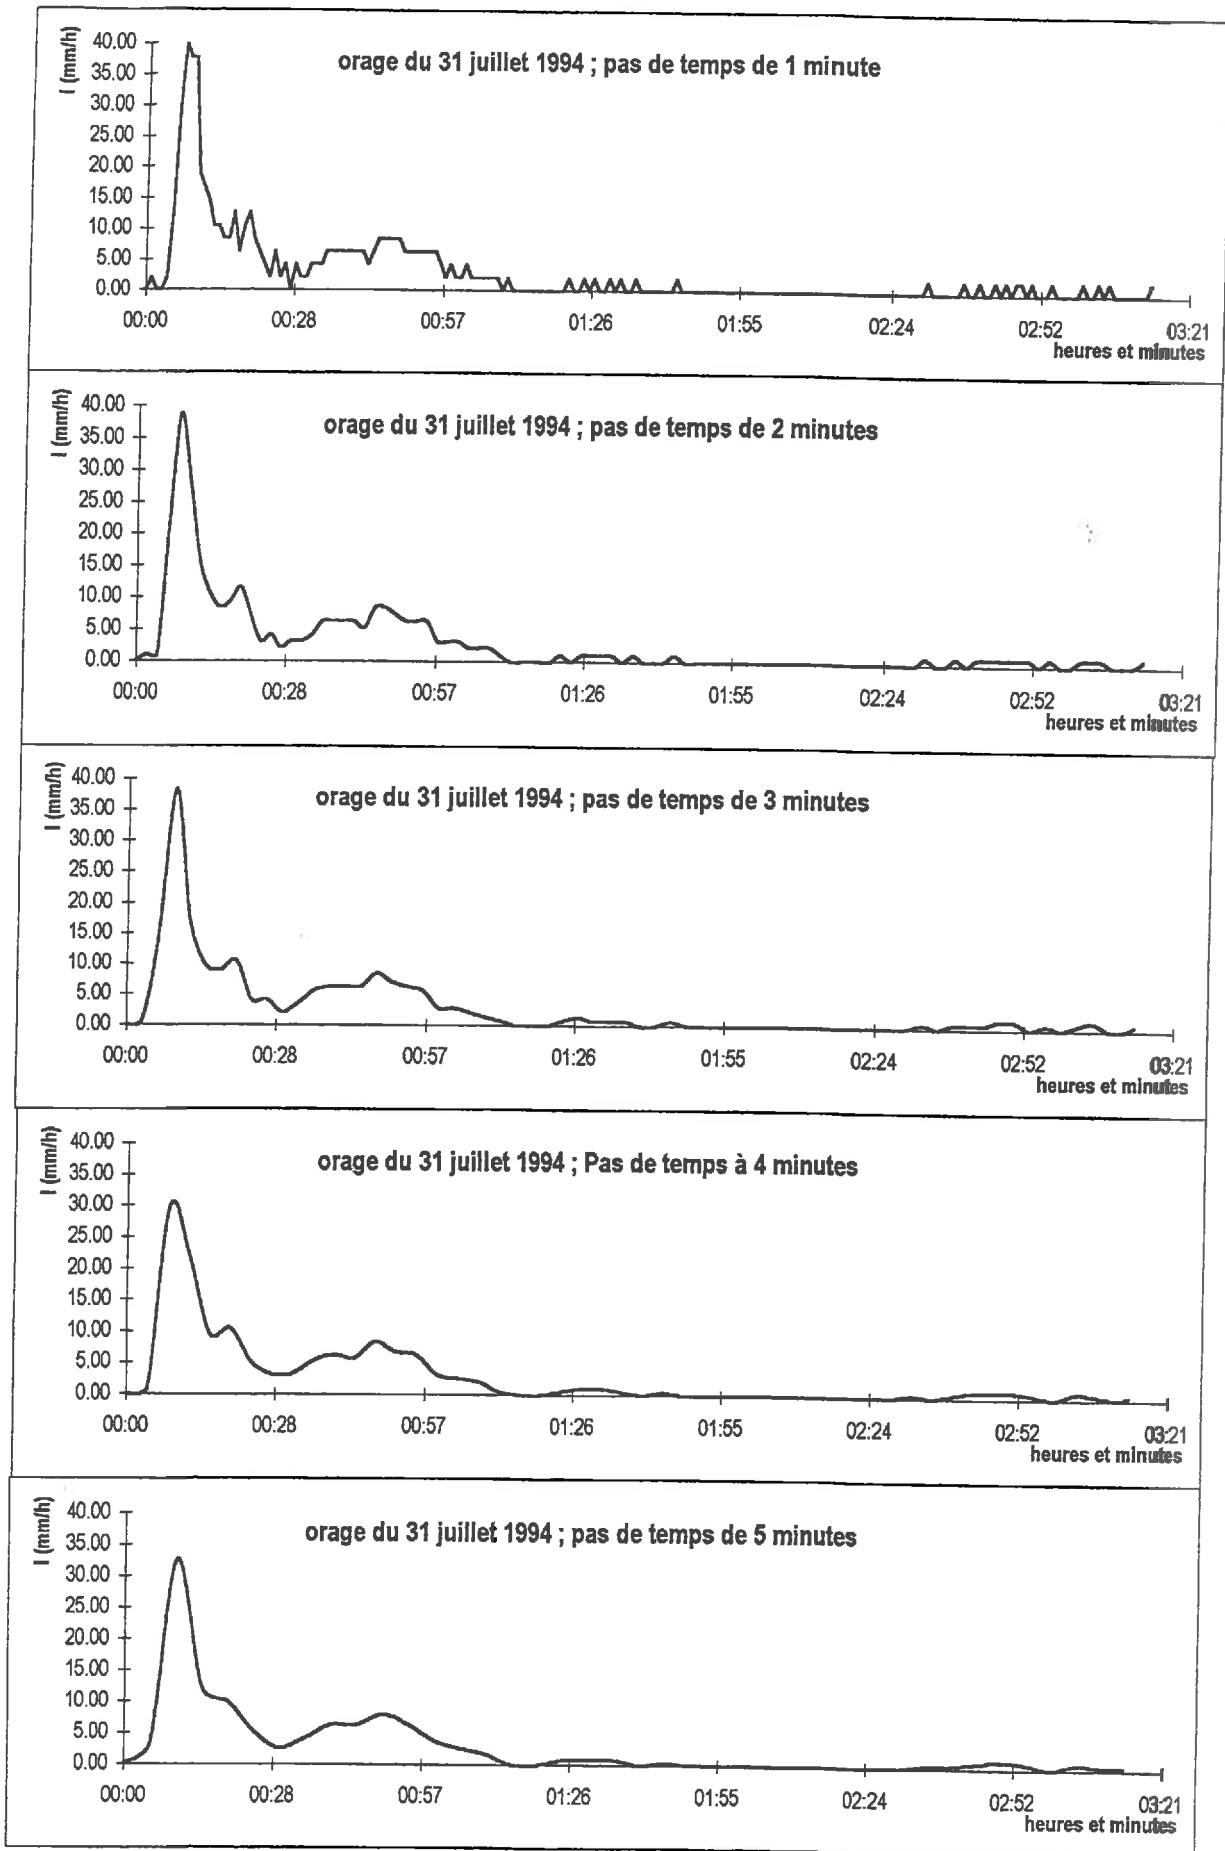 orage du 31 juillet 1994 ; pas de temps de 1 minute
I (mm/h)
40.00
35.00
30.00
25.00
20.00
15.00
10.00
5.00
0.00
00:00 00:28 00:57 01:26 01:55 02:24 02:52 03:21
heures et minutes
orage du 31 juillet 1994 ; pas de temps de 2 minutes
I (mm/h)
40.00
35.00
30.00
25.00
20.00
15.00
10.00
5.00
0.00
00:00 00:28 00:57 01:26 01:55 02:24 02:52 03:21
heures et minutes
orage du 31 juillet 1994 ; pas de temps de 3 minutes
I (mm/h)
40.00
35.00
30.00
25.00
20.00
15.00
10.00
5.00
0.00
00:00 00:28 00:57 01:26 01:55 02:24 02:52 03:21
heures et minutes
orage du 31 juillet 1994 ; Pas de temps à 4 minutes
I (mm/h)
40.00
35.00
30.00
25.00
20.00
15.00
10.00
5.00
0.00
00:00 00:28 00:57 01:26 01:55 02:24 02:52 03:21
heures et minutes
orage du 31 juillet 1994 ; pas de temps de 5 minutes
I (mm/h)
40.00
35.00
30.00
25.00
20.00
15.00
10.00
5.00
0.00
00:00 00:28 00:57 01:26 01:55 02:24 02:52 03:21
heures et minutes